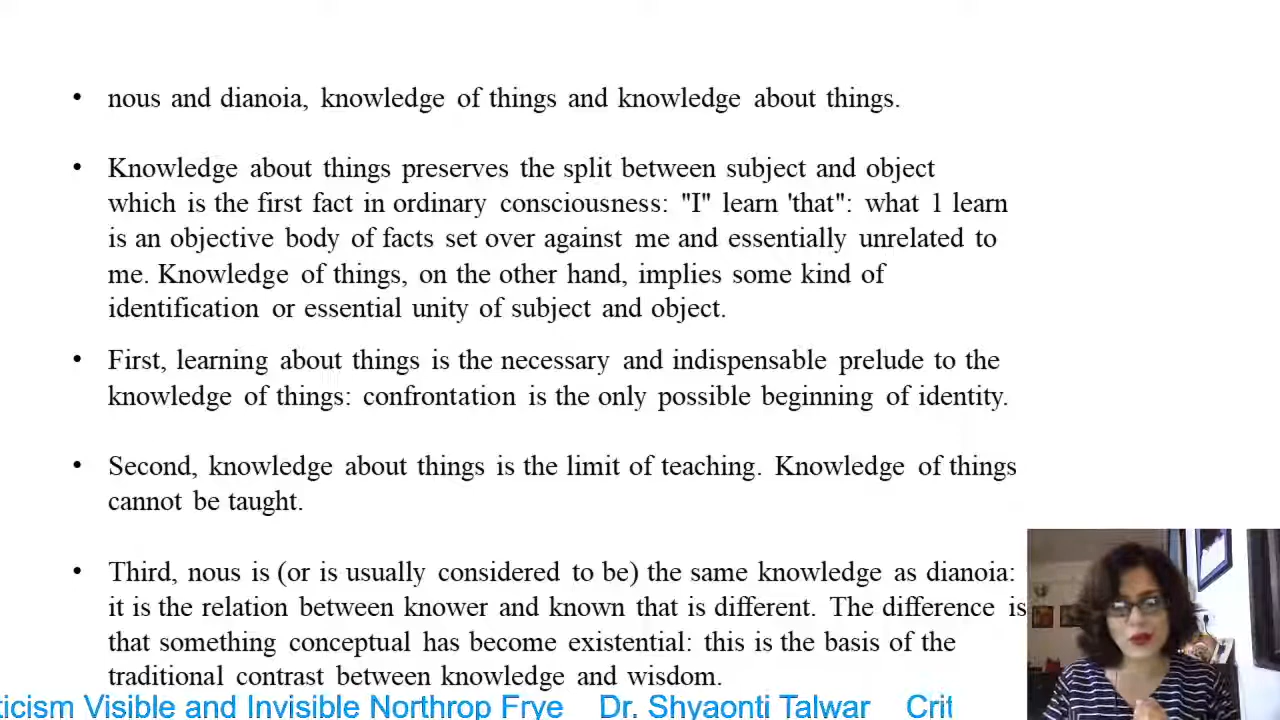 • nous and dianoia, knowledge of things and knowledge about things.
• Knowledge about things preserves the split between subject and object
which is the first fact in ordinary consciousness: "I" learn 'that": what 1 learn
is an objective body of facts set over against me and essentially unrelated to
me. Knowledge of things, on the other hand, implies some kind of
identification or essential unity of subject and object.
• First, learning about things is the necessary and indispensable prelude to the
knowledge of things: confrontation is the only possible beginning of identity.
• Second, knowledge about things is the limit of teaching. Knowledge of things
cannot be taught.
• Third, nous is (or is usually considered to be) the same knowledge as dianoia:
it is the relation between knower and known that is different. The difference is
that something conceptual has become existential: this is the basis of the
traditional contrast between knowledge and wisdom.
ticism Visible and Invisible Northrop Frye Dr. Shyaonti Talwar Crit